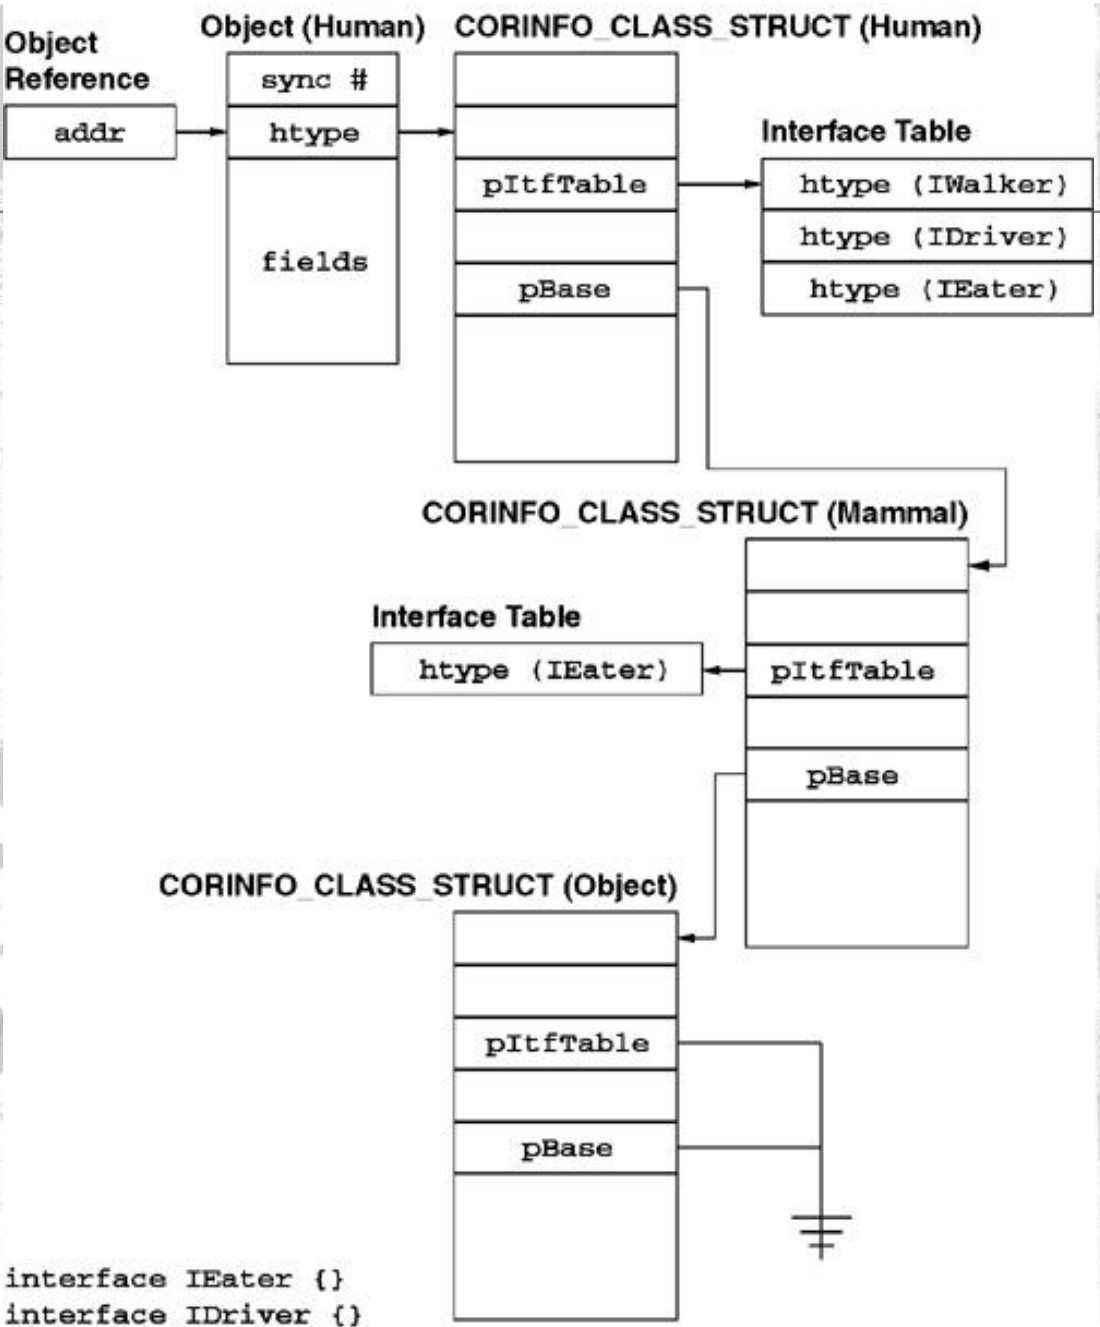 Object
Reference
addr
Object (Human)
sync #
htype
fields
CORINFO_CLASS_STRUCT (Human)
pItfTable
pBase
Interface Table
htype (IWalker)
htype (IDriver)
htype (IEater)
CORINFO_CLASS_STRUCT (Mammal)
pItfTable
pBase
Interface Table
htype (IEater)
CORINFO_CLASS_STRUCT (Object)
pItfTable
pBase
interface IEater {}
interface IDriver {}